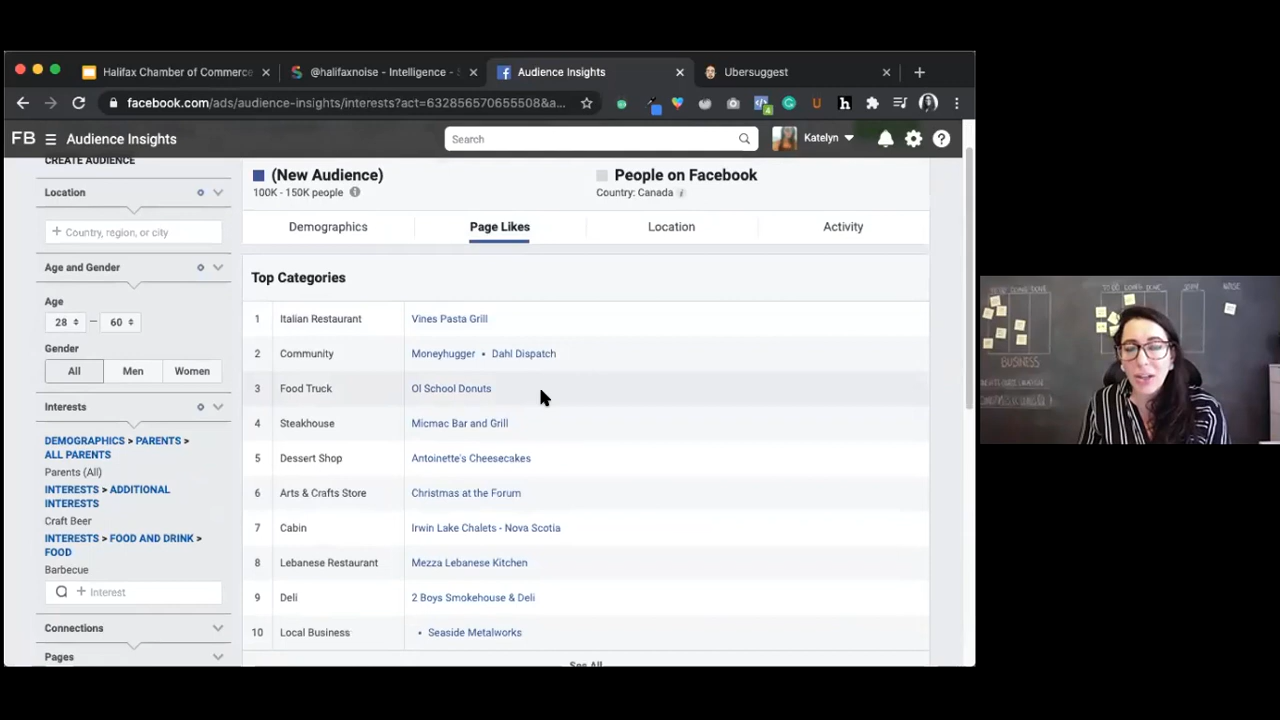 Halifax Chamber of Commerce
@halifaxnoise - Intelligence -
Audience Insights
Ubersuggest
facebook.com/ads/audience-insights/interests?act=632856570655508&a...
FB
Audience Insights
Search
Katelyn
CREATE AUDIENCE
Location
Country, region, or city
Age and Gender
Age
28 – 60
Gender
All
Men
Women
Interests
DEMOGRAPHICS > PARENTS >
ALL PARENTS
Parents (All)
INTERESTS > ADDITIONAL
INTERESTS
Craft Beer
INTERESTS > FOOD AND DRINK >
FOOD
Barbecue
+ Interest
Connections
Pages
(New Audience)
100K - 150K people
People on Facebook
Country: Canada
Demographics
Page Likes
Location
Activity
Top Categories
1 Italian Restaurant Vines Pasta Grill
2 Community Moneyhugger • Dahl Dispatch
3 Food Truck Ol School Donuts
4 Steakhouse Micmac Bar and Grill
5 Dessert Shop Antoinette's Cheesecakes
6 Arts & Crafts Store Christmas at the Forum
7 Cabin Irwin Lake Chalets - Nova Scotia
8 Lebanese Restaurant Mezza Lebanese Kitchen
9 Deli 2 Boys Smokehouse & Deli
10 Local Business • Seaside Metalworks
See All
BUSINESS